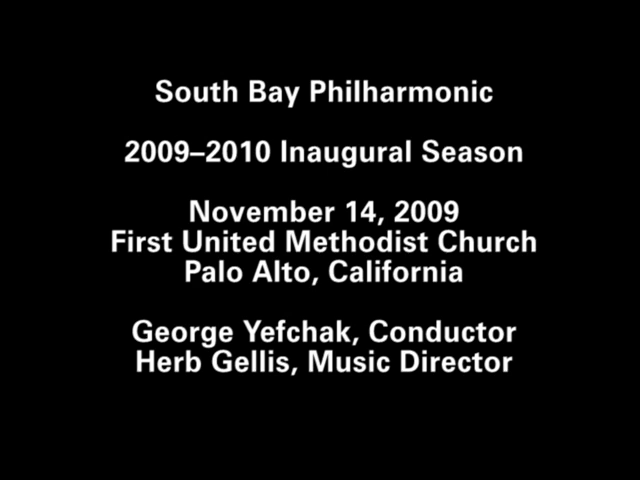 South Bay Philharmonic
2009–2010 Inaugural Season
November 14, 2009
First United Methodist Church
Palo Alto, California
George Yefchak, Conductor
Herb Gellis, Music Director